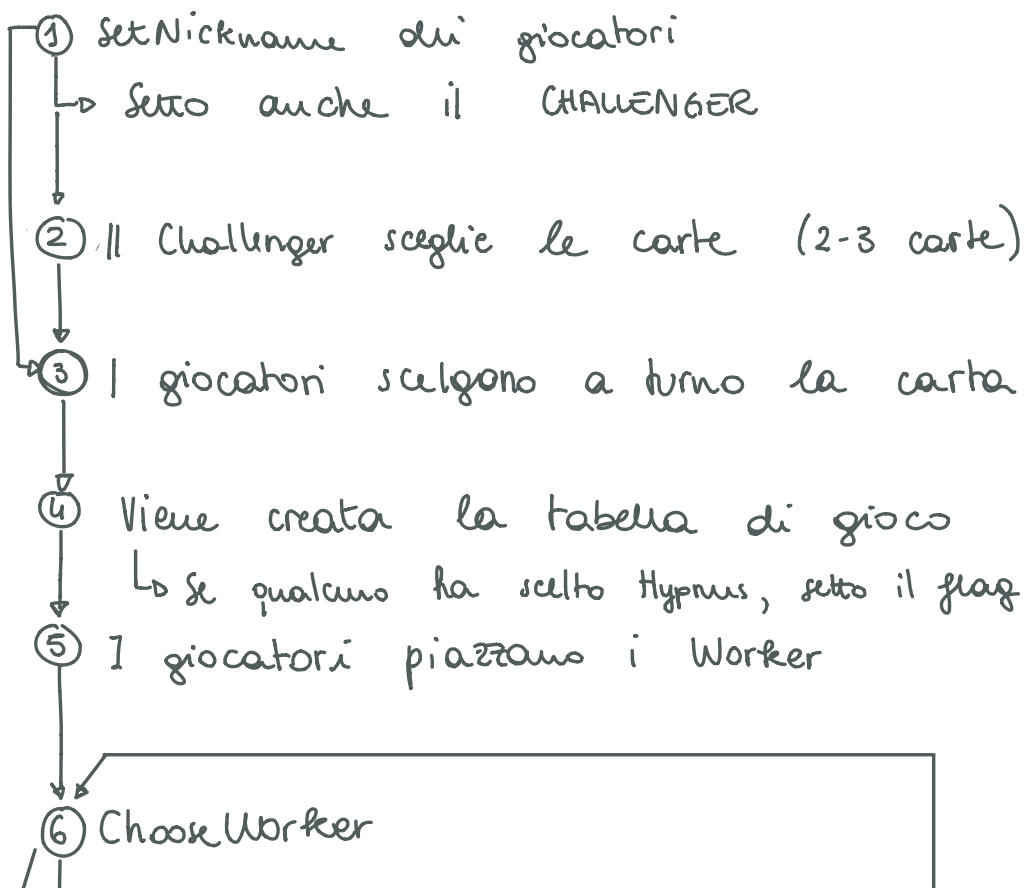 1 SetNickname dei giocatori
Setto anche il CHALLENGER
2 Il Challenger sceglie le carte (2-3 carte)
3 I giocatori scelgono a turno la carta
4 Viene creata la tabella di gioco
Se qualcuno ha scelto Hypnus, setto il flag
5 I giocatori piazzano i Worker
6 ChooseWorker